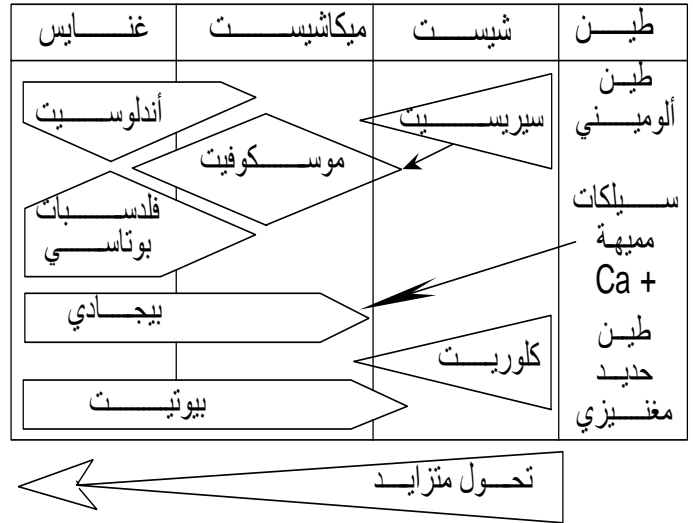 طين شيست ميكاشيست غنايس
طين
ألوميني
سيريسيت
أندلوسيت
موسكوفيت
سيلكات
مميهة
Ca +
فلدسبات
بوتاسي
بيجادي
طين
حديد
مغنيزي
كلوريت
بيوتيت
تحول متزايد